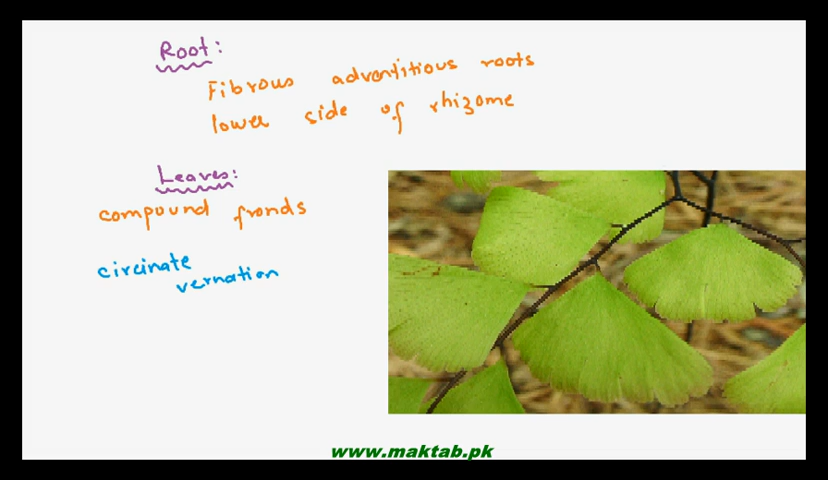 Root:
Fibrous adventitious roots
lower side of rhizome
Leaves:
compound fronds
circinate
vernation
www.maktab.pk